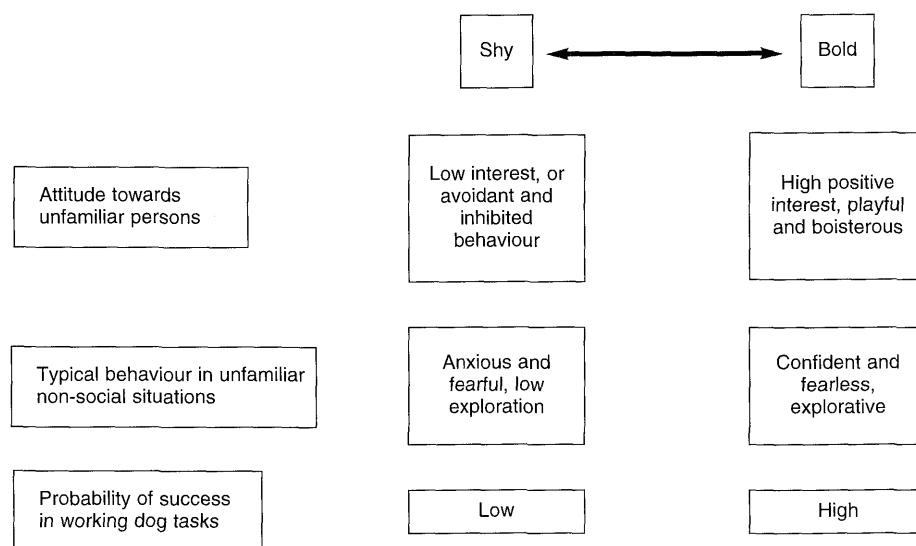 Shy
Bold
Attitude towards
unfamiliar persons
Low interest, or
avoidant and
inhibited
behaviour
High positive
interest, playful
and boisterous
Typical behaviour in unfamiliar
non-social situations
Anxious and
fearful, low
exploration
Confident and
fearless,
explorative
Probability of success
in working dog tasks
Low
High